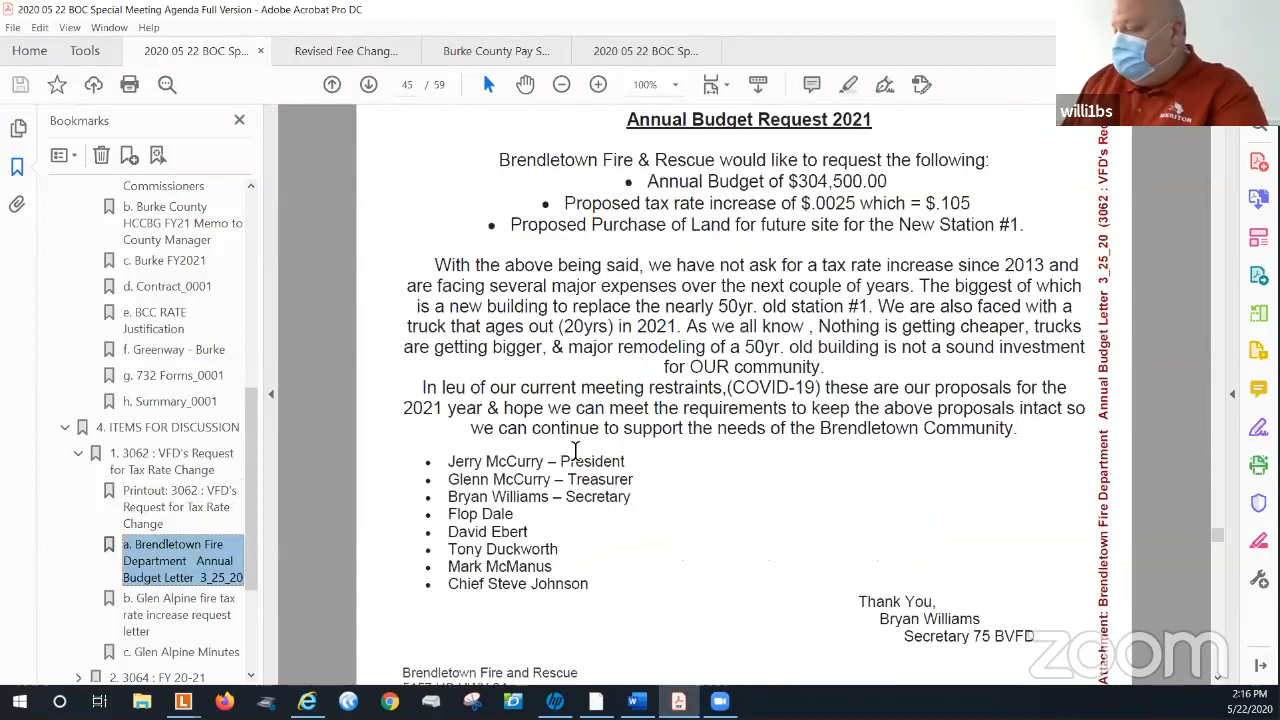 2020 05 22 BOC Special Meeting Agenda Full Version - Adobe Acrobat Pro DC
File Edit View Window Help
Home Tools 2020 05 22 BOC Sp... × Revised Fee Chang... Burke County Pay S... 2020 05 22 BOC Sp...
45 / 59 100%
willi1bs
MERITOR
Bookmarks
Commissioners
b. Burke County
HCCBG FY21 Memo to
County Manager
c. Burke FY2021
d. Contract_0001
e. BCC RATE
Justification
f. Greenway - Burke
g. 732 Forms_0001
h. Summary_0001
4. ITEMS FOR DISCUSSION
1. 3062 : VFD's Request
for Tax Rate Change
Printout: 3062 : VFD's
Request for Tax Rate
Change
a. Brendletown Fire
Department Annual
Budget Letter 3_25_20
b. Glen Alpine fire tax
rate increase request
letter
c. Glen Alpine Minutes
2. 3064 : FY 20-21
Annual Budget Request 2021
Brendletown Fire & Rescue would like to request the following:
• Annual Budget of $304,500.00
• Proposed tax rate increase of $.0025 which = $.105
• Proposed Purchase of Land for future site for the New Station #1.
With the above being said, we have not ask for a tax rate increase since 2013 and
are facing several major expenses over the next couple of years. The biggest of which
is a new building to replace the nearly 50yr. old station #1. We are also faced with a
truck that ages out (20yrs) in 2021. As we all know , Nothing is getting cheaper, trucks
are getting bigger, & major remodeling of a 50yr. old building is not a sound investment
for OUR community.
In leu of our current meeting restraints,(COVID-19) these are our proposals for the
2021 year & hope we can meet the requirements to keep the above proposals intact so
we can continue to support the needs of the Brendletown Community.
• Jerry McCurry – President
• Glenn McCurry – Treasurer
• Bryan Williams – Secretary
• Flop Dale
• David Ebert
• Tony Duckworth
• Mark McManus
• Chief Steve Johnson
Thank You,
Bryan Williams
Secretary 75 BVFD
Brendletown Fire and Rescue
Attachment: Brendletown Fire Department Annual Budget Letter 3_25_20 (3062 : VFD's Rec
zoom
2:16 PM
5/22/2020